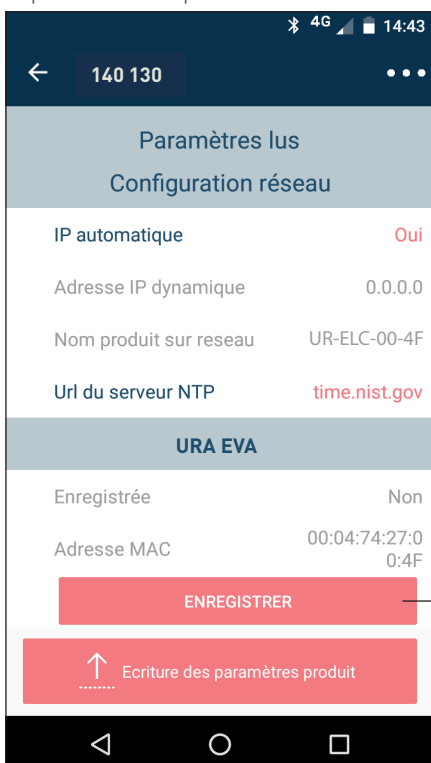 4G 14:43
140 130
Paramètres lus
Configuration réseau
IP automatique Oui
Adresse IP dynamique 0.0.0.0
Nom produit sur reseau UR-ELC-00-4F
Url du serveur NTP time.nist.gov
URA EVA
Enregistrée Non
Adresse MAC 00:04:74:27:0
0:4F
ENREGISTRER
Ecriture des paramètres produit